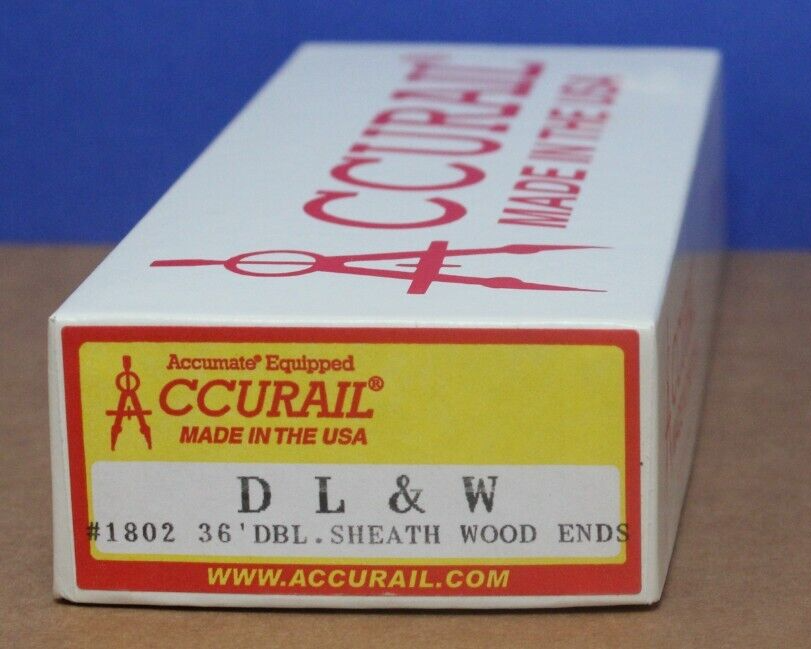 ACCURAIL
MADE IN THE USA
Accumate® Equipped
ACCURAIL®
MADE IN THE USA
D L & W
#1802 36' DBL. SHEATH WOOD ENDS
WWW.ACCURAIL.COM